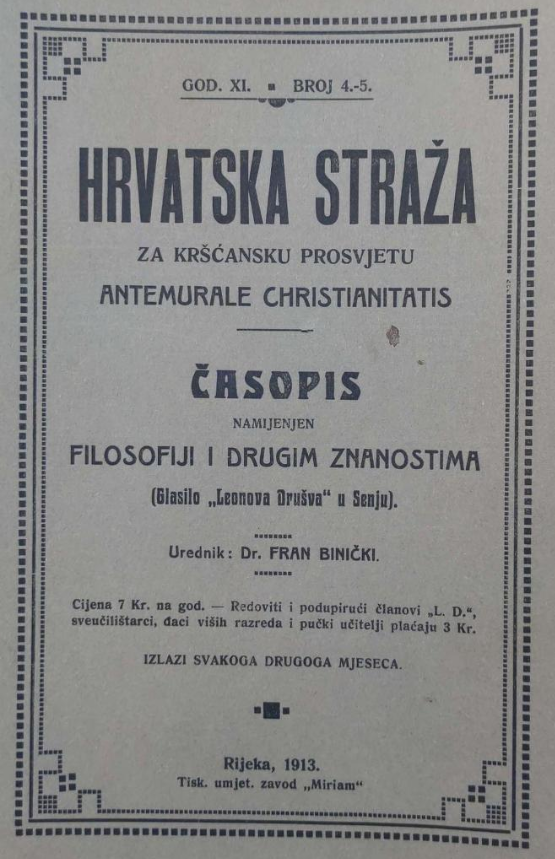 GOD. XI. ▪ BROJ 4.-5.
HRVATSKA STRAŽA
ZA KRŠĆANSKU PROSVJETU
ANTEMURALE CHRISTIANITATIS
ČASOPIS
NAMIJENJEN
FILOSOFIJI I DRUGIM ZNANOSTIMA
(Glasilo „Leonova Drušva“ u Senju).
Urednik: Dr. FRAN BINIČKI.
Cijena 7 Kr. na god. — Redoviti i podupirući članovi „L. D.“,
sveučilištarci, đaci viših razreda i pučki učitelji plaćaju 3 Kr.
IZLAZI SVAKOGA DRUGOGA MJESECA.
Rijeka, 1913.
Tisk. umjet. zavod „Miriam“